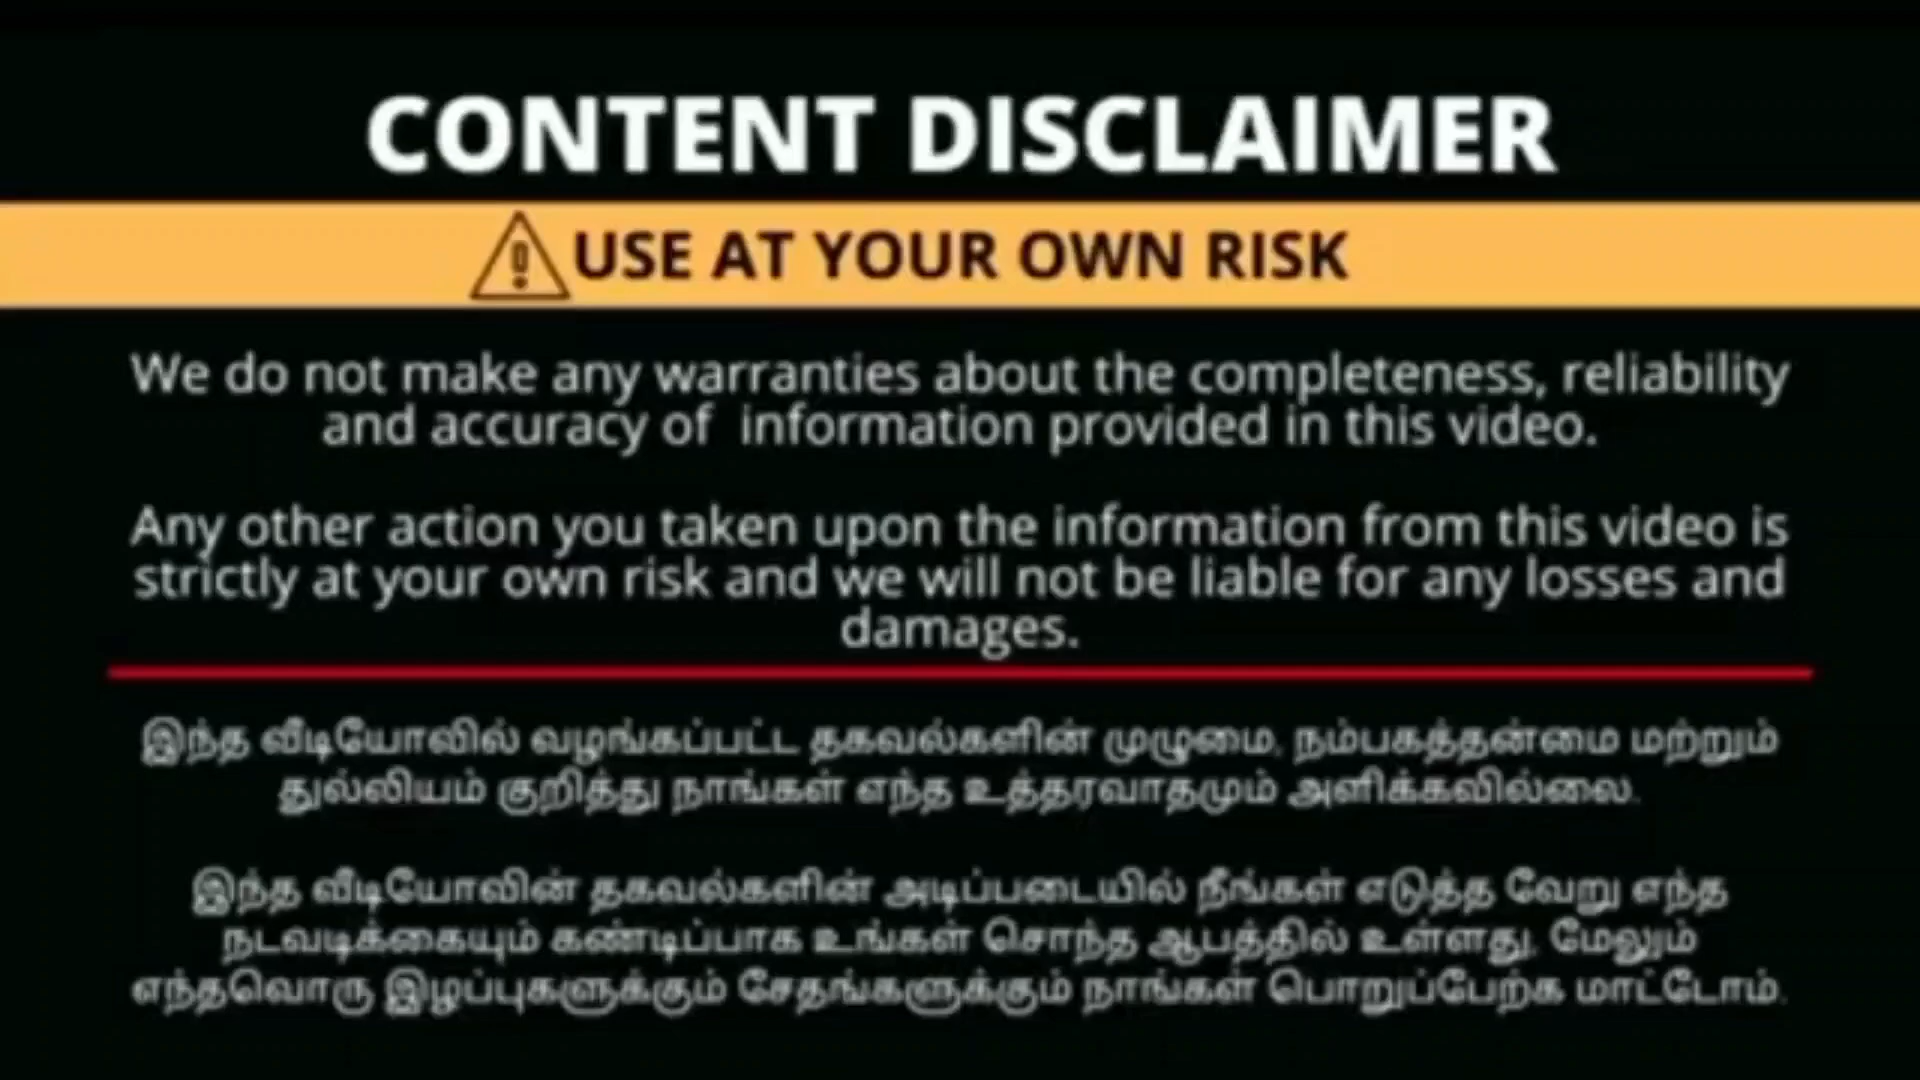 CONTENT DISCLAIMER
USE AT YOUR OWN RISK
We do not make any warranties about the completeness, reliability
and accuracy of information provided in this video.
Any other action you taken upon the information from this video is
strictly at your own risk and we will not be liable for any losses and
damages.
இந்த வீடியோவில் வழங்கப்பட்ட தகவல்களின் முழுமை, நம்பகத்தன்மை மற்றும்
துல்லியம் குறித்து நாங்கள் எந்த உத்தரவாதமும் அளிக்கவில்லை.
இந்த வீடியோவின் தகவல்களின் அடிப்படையில் நீங்கள் எடுத்த வேறு எந்த
நடவடிக்கையும் கண்டிப்பாக உங்கள் சொந்த ஆபத்தில் உள்ளது, மேலும்
எந்தவொரு இழப்புகளுக்கும் சேதங்களுக்கும் நாங்கள் பொறுப்பேற்க மாட்டோம்.